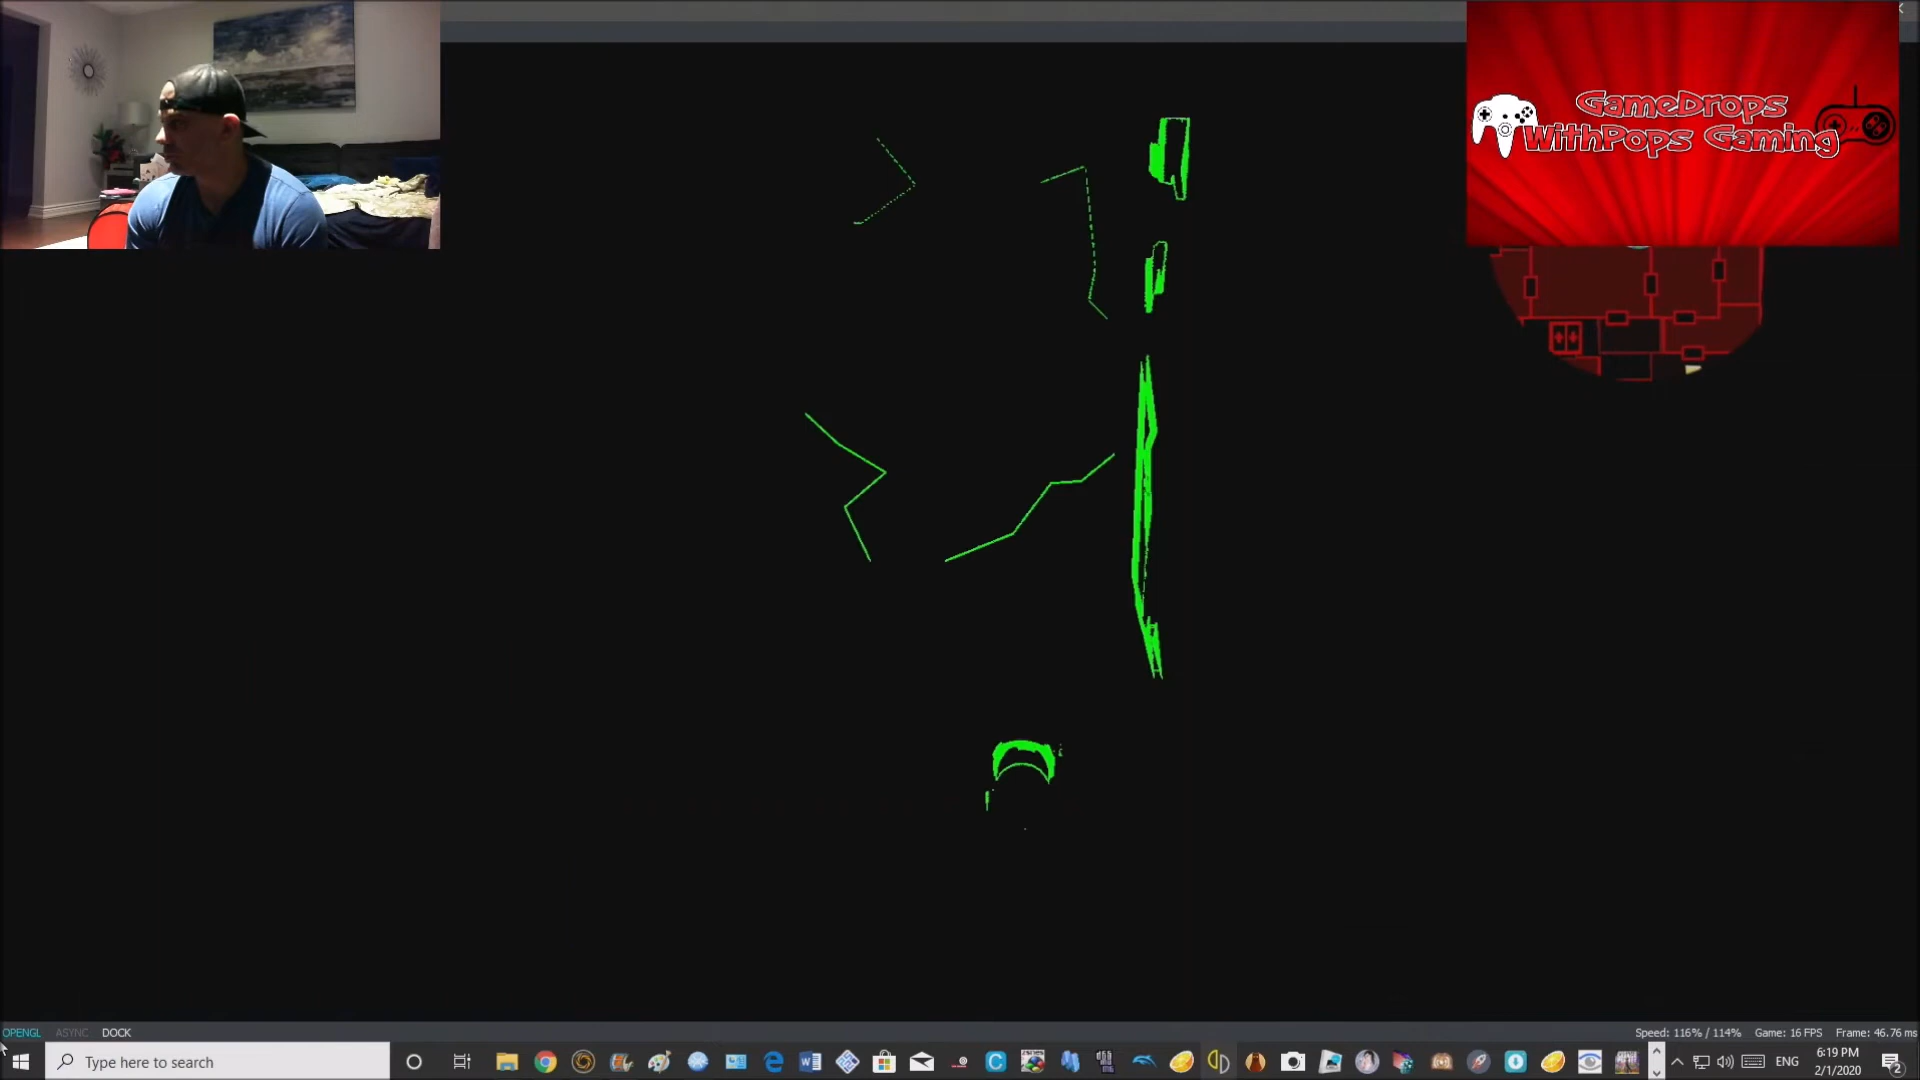 GameDrops
WithPops Gaming
OPENGL ASYNC DOCK
Speed: 116% / 114% Game: 16 FPS Frame: 46.76 ms
Type here to search
ENG
6:19 PM
2/1/2020
2